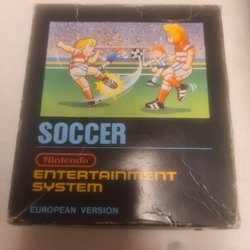 SOCCER
Nintendo
ENTERTAINMENT
SYSTEM
EUROPEAN VERSION